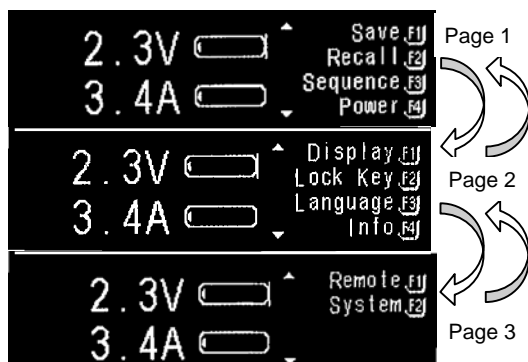 2.3V Save F1
Recall F2
3.4A Sequence F3
Power F4
Page 1
2.3V Display F1
Lock Key F2
3.4A Language F3
Info F4
Page 2
2.3V Remote F1
System F2
3.4A
Page 3